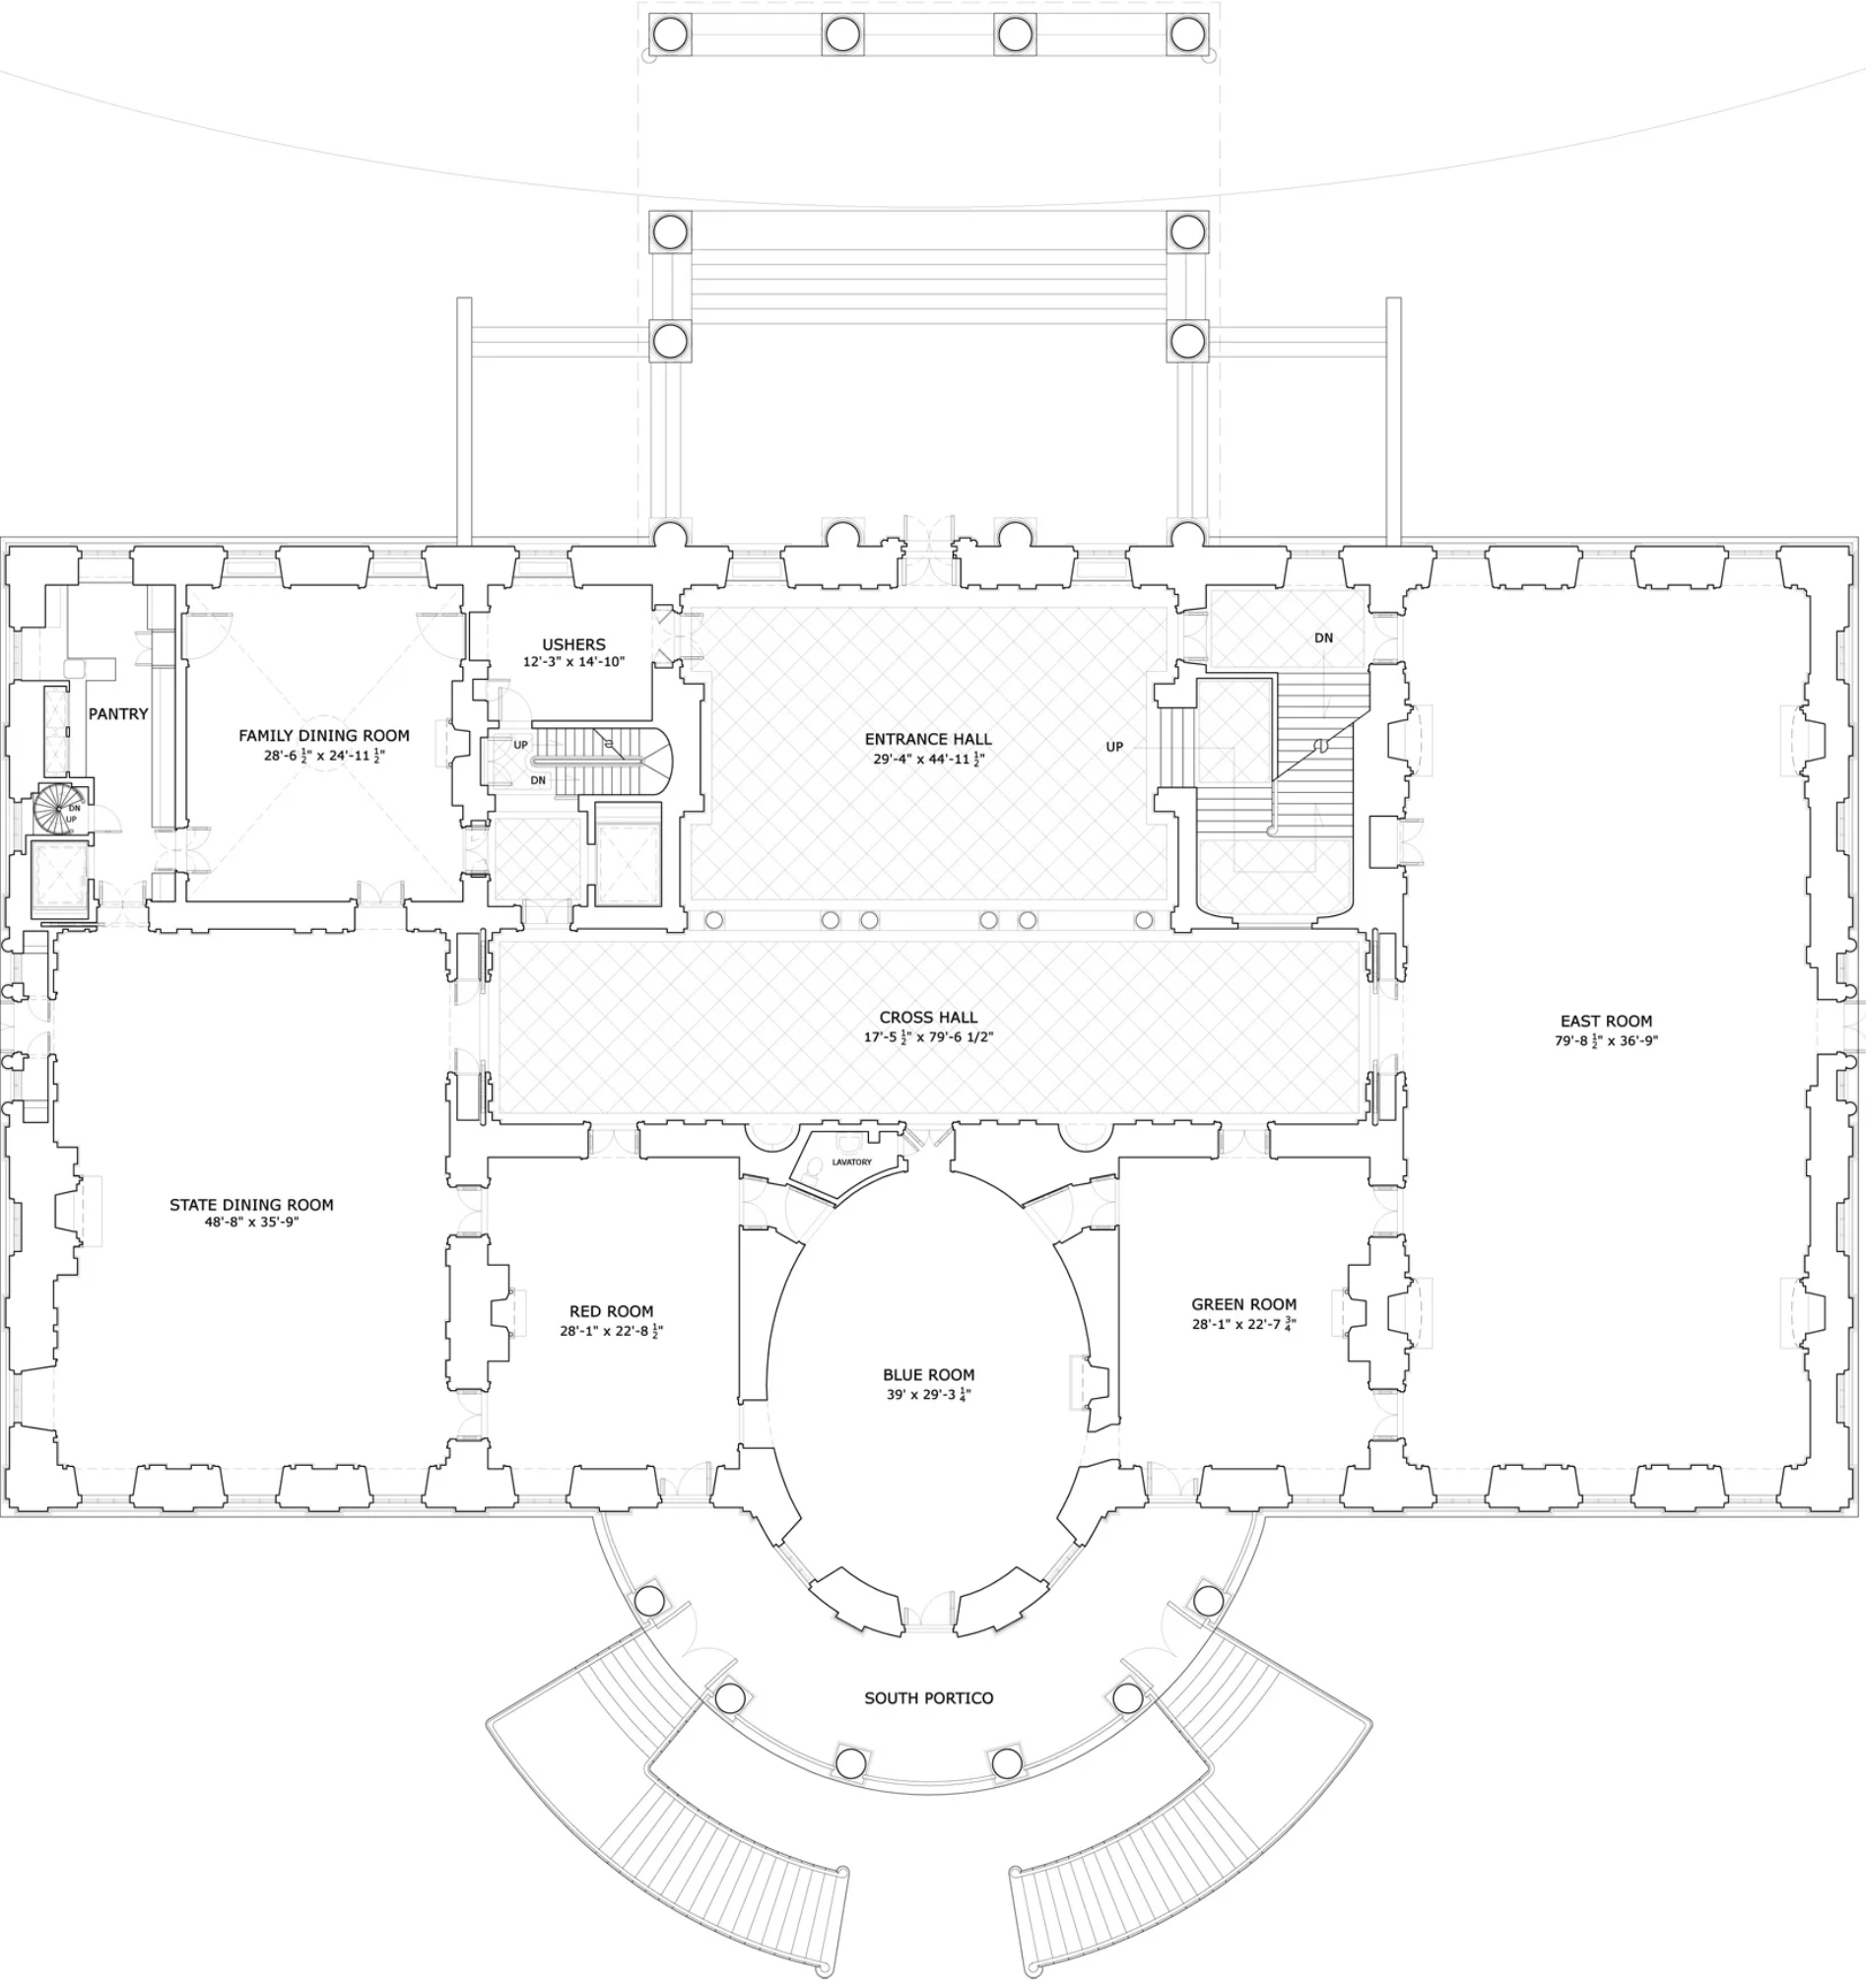 USHERS
12'-3" x 14'-10"
DN
PANTRY
FAMILY DINING ROOM
28'-6 1/2" x 24'-11 1/2"
UP
DN
ENTRANCE HALL
29'-4" x 44'-11 1/2"
UP
DN
UP
CROSS HALL
17'-5 1/2" x 79'-6 1/2"
EAST ROOM
79'-8 1/2" x 36'-9"
LAVATORY
STATE DINING ROOM
48'-8" x 35'-9"
RED ROOM
28'-1" x 22'-8 1/2"
GREEN ROOM
28'-1" x 22'-7 3/4"
BLUE ROOM
39' x 29'-3 1/4"
SOUTH PORTICO